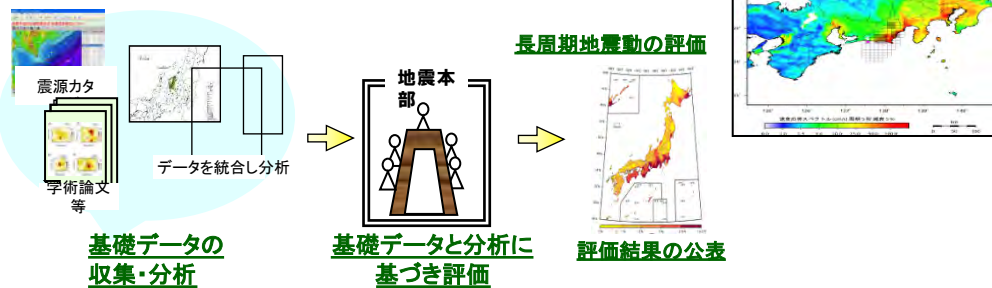 震源カタ
学術論文
等
データを統合し分析
基礎データの
収集・分析
地震本
部
基礎データと分析に
基づき評価
長周期地震動の評価
評価結果の公表